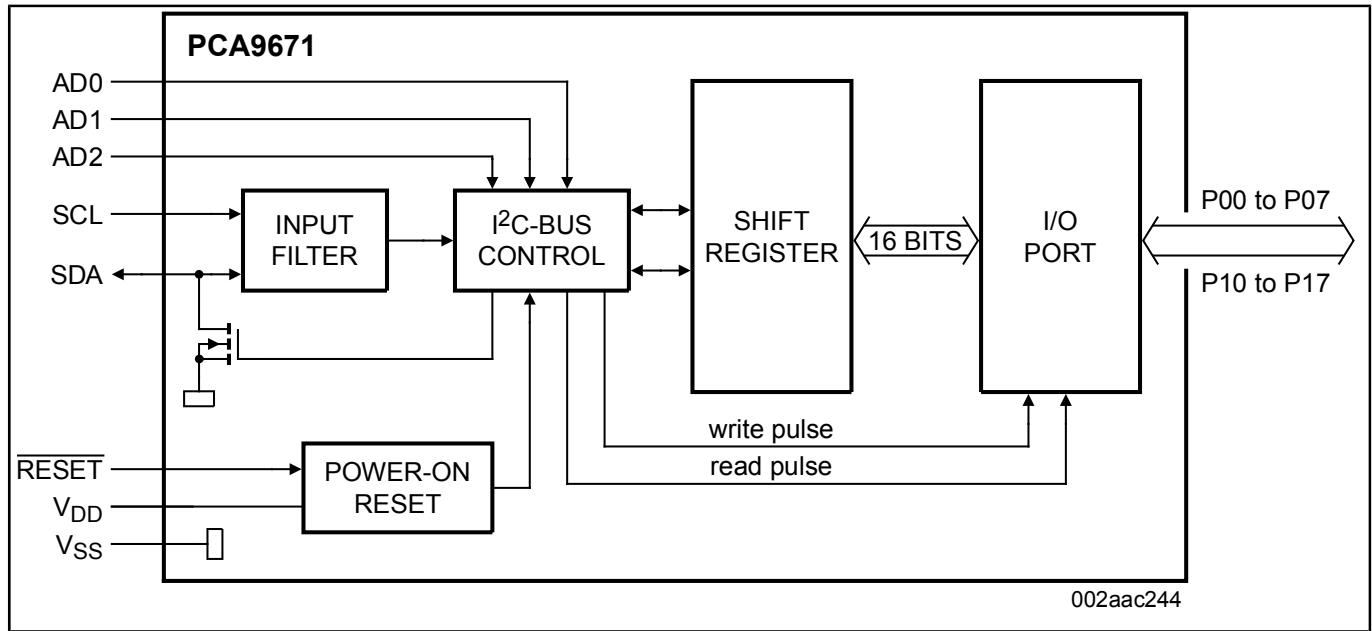 PCA9671
AD0
AD1
AD2
SCL
SDA
INPUT
FILTER
I²C-BUS
CONTROL
SHIFT
REGISTER
16 BITS
I/O
PORT
P00 to P07
P10 to P17
write pulse
read pulse
RESET
POWER-ON
RESET
VDD
VSS
002aac244